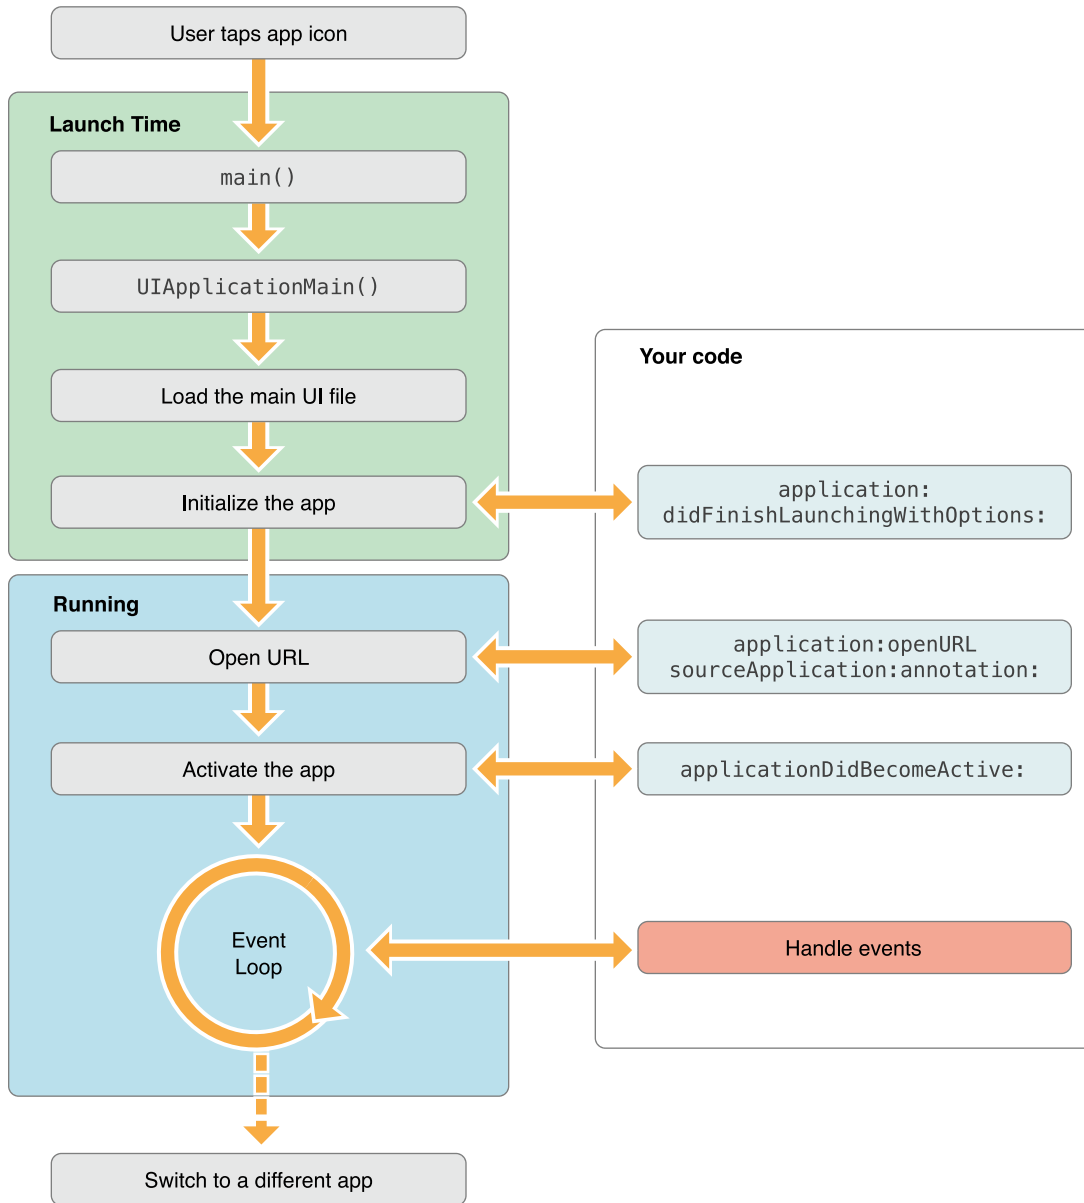 User taps app icon
Launch Time
main()
UIApplicationMain()
Load the main UI file
Initialize the app
Your code
application:
didFinishLaunchingWithOptions:
Running
Open URL
application:openURL
sourceApplication:annotation:
Activate the app
applicationDidBecomeActive:
Event
Loop
Handle events
Switch to a different app